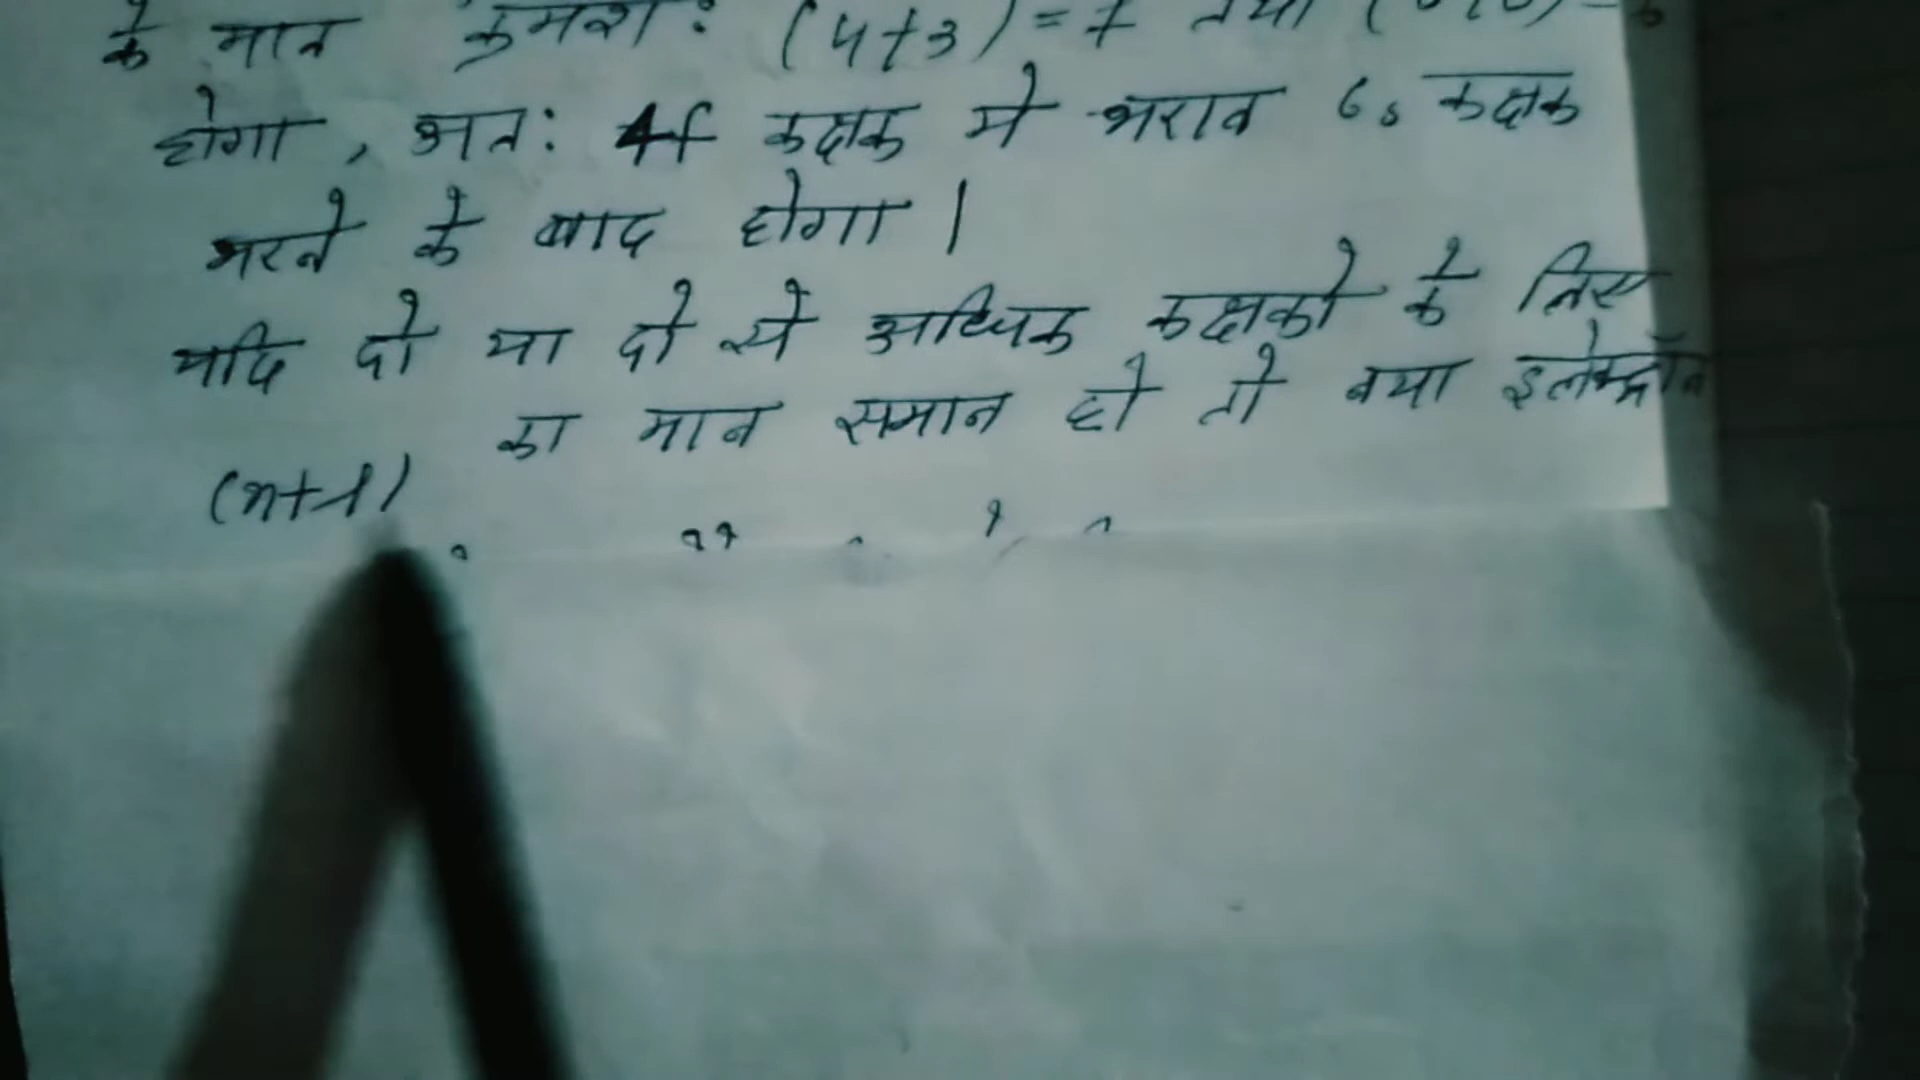 के मान क्रमशः (4+3) = 7 तथा
होगा, अतः 4f कक्षक मे भराव 6s कक्षक
भरने के बाद होगा।
यदि दो या दो से अधिक कक्षको के लिए
(n+l) का मान समान हो तो नया इलेक्ट्रॉन